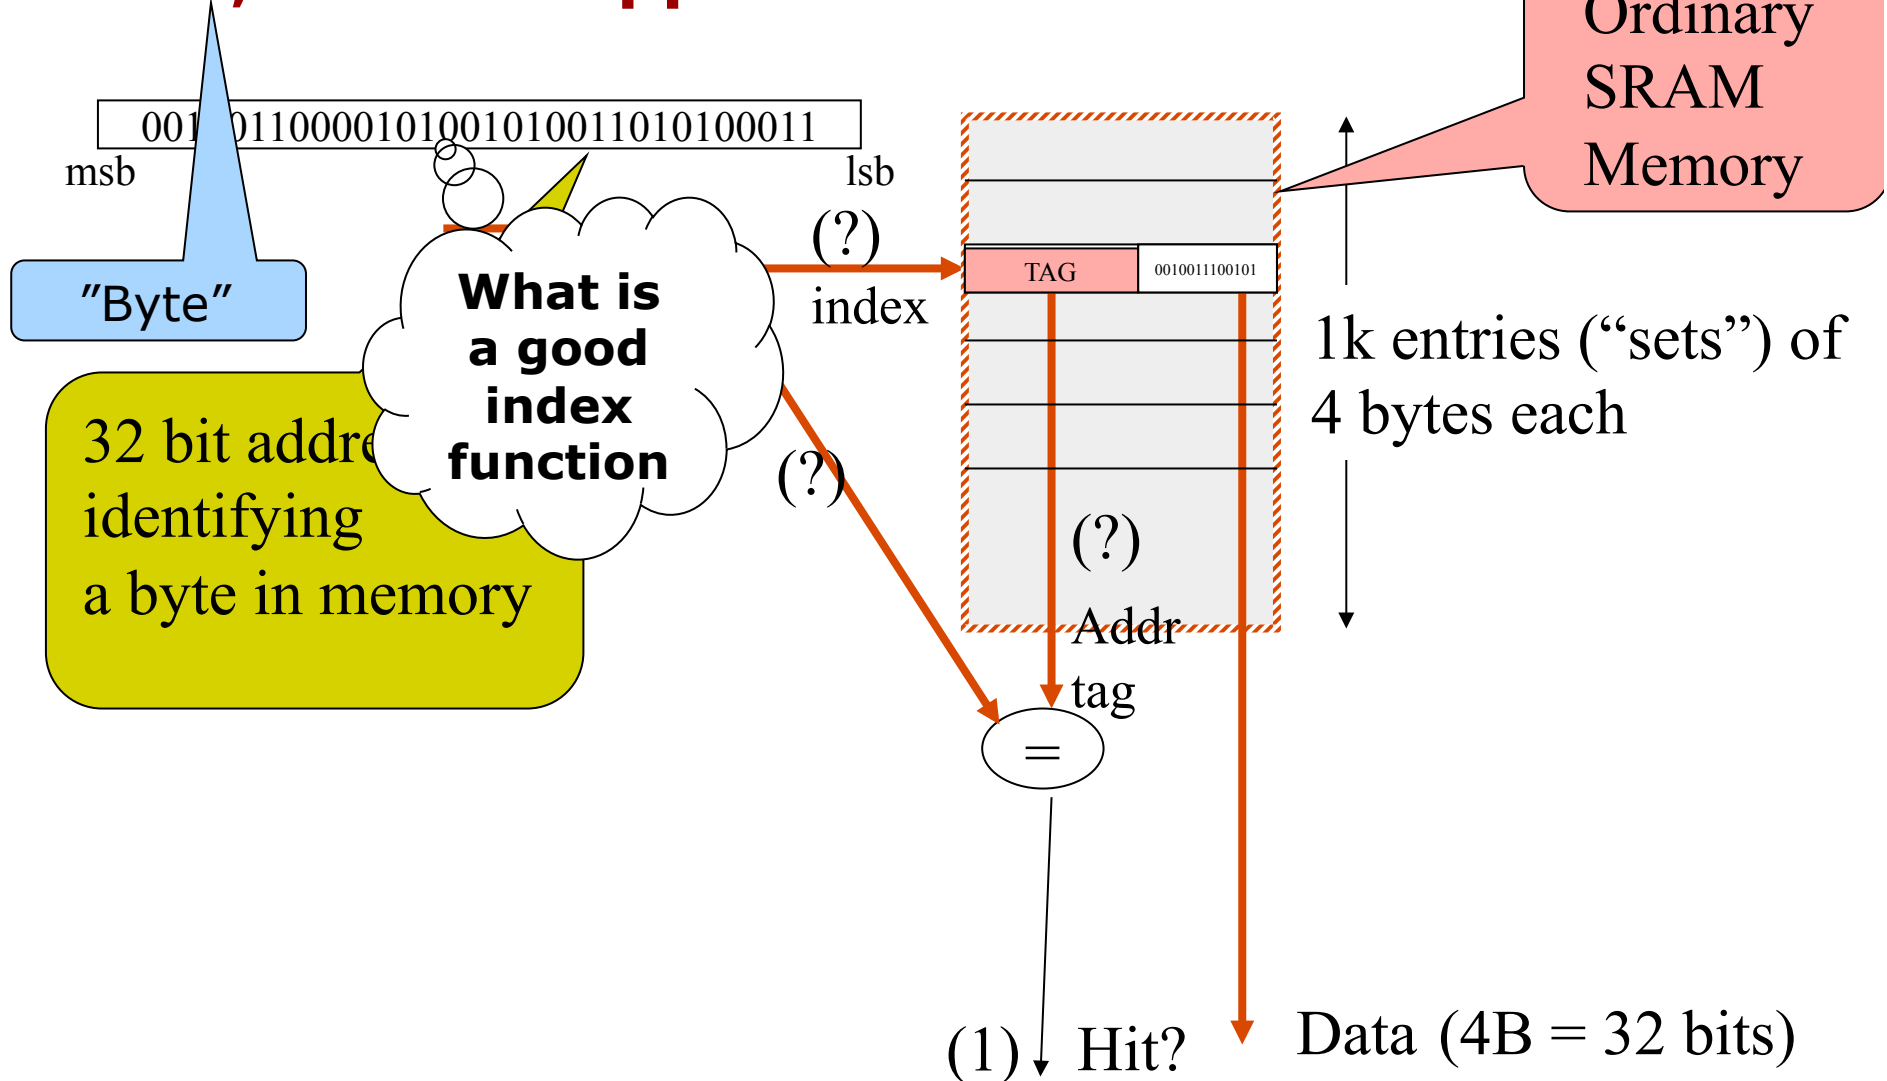 001 0110000101001010011010100011
msb
lsb
"Byte"
What is
a good
index
function
32 bit addre
identifying
a byte in memory
(?)
index
(?)
TAG
0010011100101
(?)
Addr
tag
=
Ordinary
SRAM
Memory
1k entries (“sets”) of
4 bytes each
(1)
Hit?
Data (4B = 32 bits)